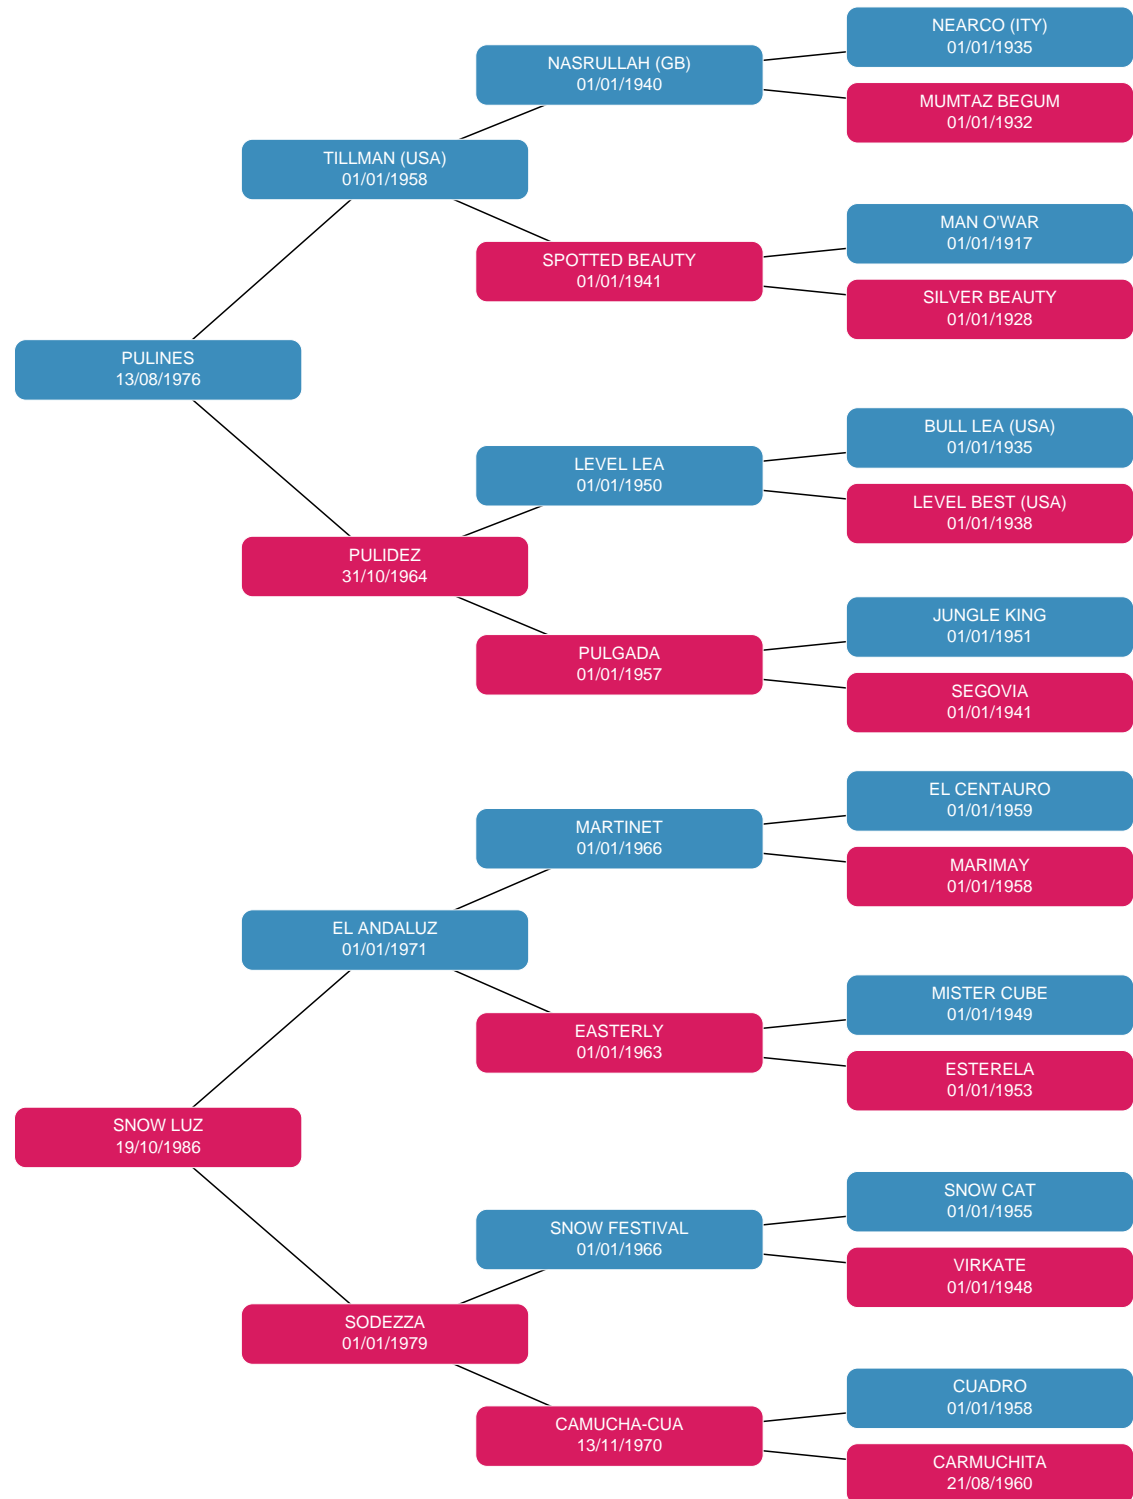 NEARCO (ITY)
01/01/1935
NASRULLAH (GB)
01/01/1940
MUMTAZ BEGUM
01/01/1932
TILLMAN (USA)
01/01/1958
MAN O'WAR
01/01/1917
SPOTTED BEAUTY
01/01/1941
SILVER BEAUTY
01/01/1928
PULINES
13/08/1976
BULL LEA (USA)
01/01/1935
LEVEL LEA
01/01/1950
LEVEL BEST (USA)
01/01/1938
PULIDEZ
31/10/1964
JUNGLE KING
01/01/1951
PULGADA
01/01/1957
SEGOVIA
01/01/1941
EL CENTAURO
01/01/1959
MARTINET
01/01/1966
MARIMAY
01/01/1958
EL ANDALUZ
01/01/1971
MISTER CUBE
01/01/1949
EASTERLY
01/01/1963
ESTERELA
01/01/1953
SNOW LUZ
19/10/1986
SNOW CAT
01/01/1955
SNOW FESTIVAL
01/01/1966
VIRKATE
01/01/1948
SODEZZA
01/01/1979
CUADRO
01/01/1958
CAMUCHA-CUA
13/11/1970
CARMUCHITA
21/08/1960